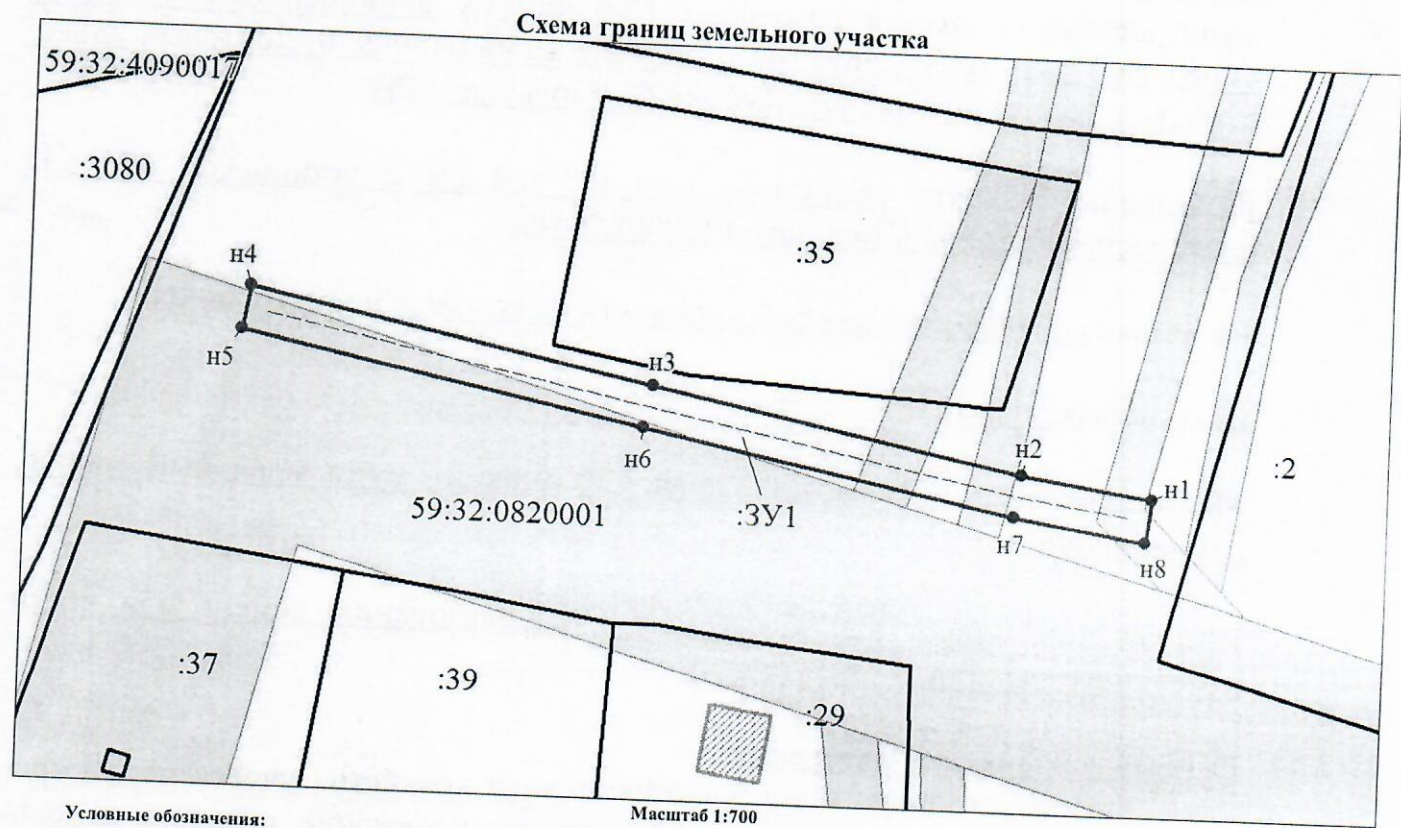 Схема границ земельного участка
59:32:4090017
:3080
:35
н4
н5
н3
н6
н2
н1
:2
59:32:0820001
:ЗУ1
н7
н8
:37
:39
:29
Условные обозначения:
Масштаб 1:700